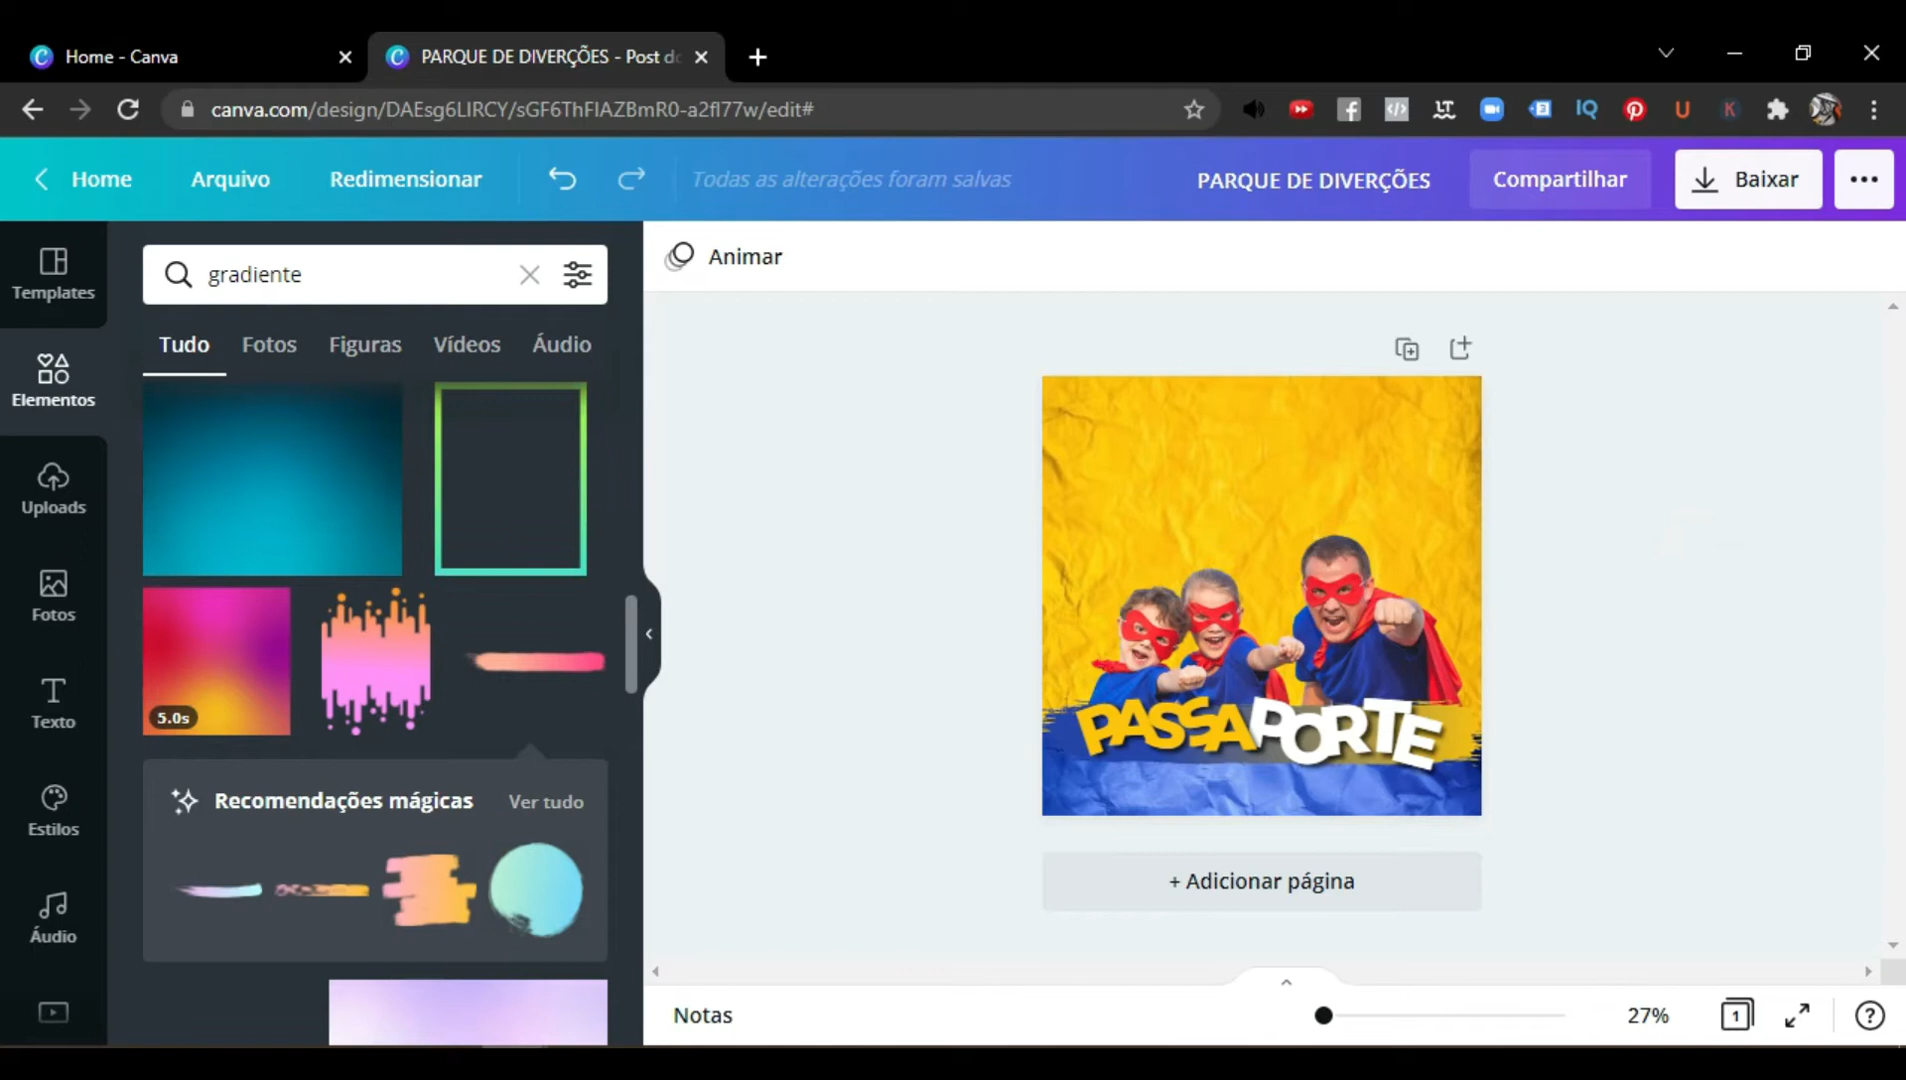 Home - Canva
PARQUE DE DIVERÇÕES - Post do
canva.com/design/DAEsg6LIRCY/sGF6ThFIAZBmR0-a2fl77w/edit#
Home
Arquivo
Redimensionar
Todas as alterações foram salvas
PARQUE DE DIVERÇÕES
Compartilhar
Baixar
Templates
Elementos
Uploads
Fotos
Texto
Estilos
Áudio
gradiente
Tudo
Fotos
Figuras
Vídeos
Áudio
5.0s
Recomendações mágicas
Ver tudo
Animar
PASSAPORTE
+ Adicionar página
Notas
27%
1